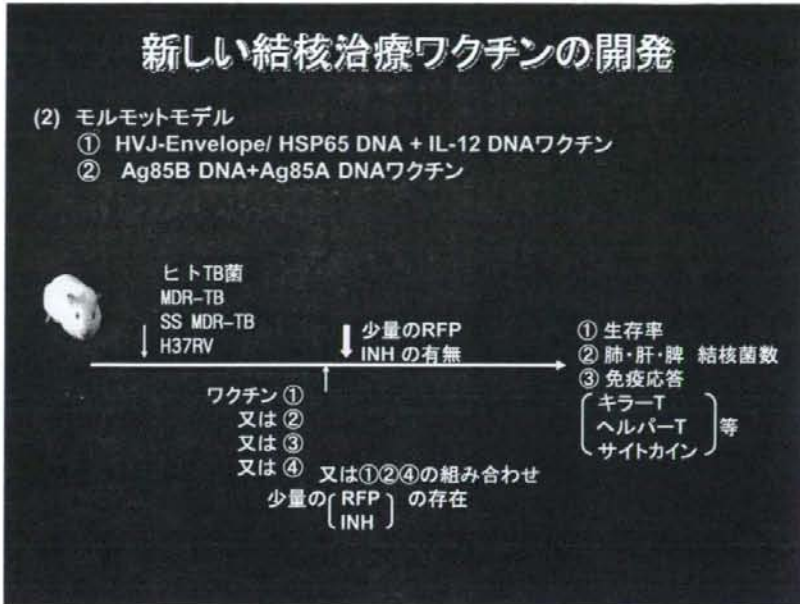 新しい結核治療ワクチンの開発
(2) モルモットモデル
① HVJ-Envelope/ HSP65 DNA + IL-12 DNAワクチン
② Ag85B DNA+Ag85A DNAワクチン
ヒトTB菌
MDR-TB
SS MDR-TB
H37RV
少量のRFP
INH の有無
ワクチン ①
又は ②
又は ③
又は ④
又は①②④の組み合わせ
少量の RFP の存在
INH
① 生存率
② 肺・肝・脾 結核菌数
③ 免疫応答
キラーT
ヘルパーT 等
サイトカイン